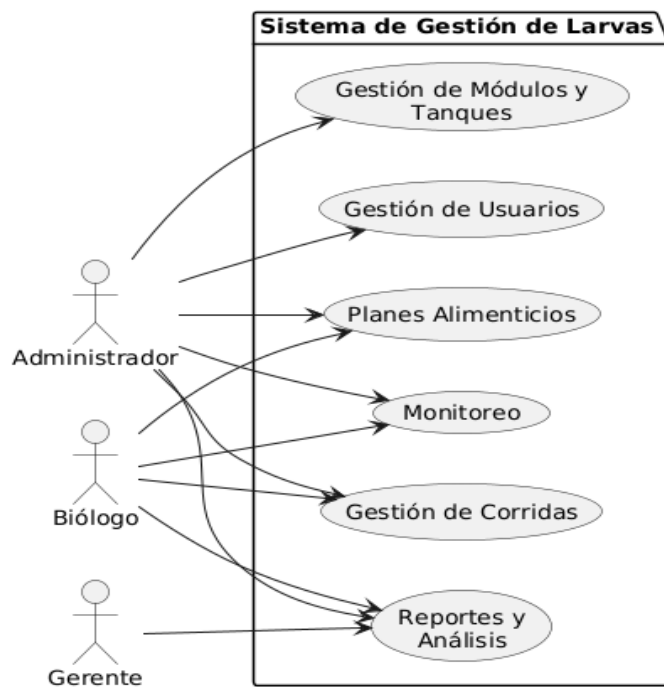 Sistema de Gestión de Larvas
Gestión de Módulos y
Tanques
Gestión de Usuarios
Planes Alimenticios
Administrador
Monitoreo
Biólogo
Gestión de Corridas
Reportes y
Análisis
Gerente